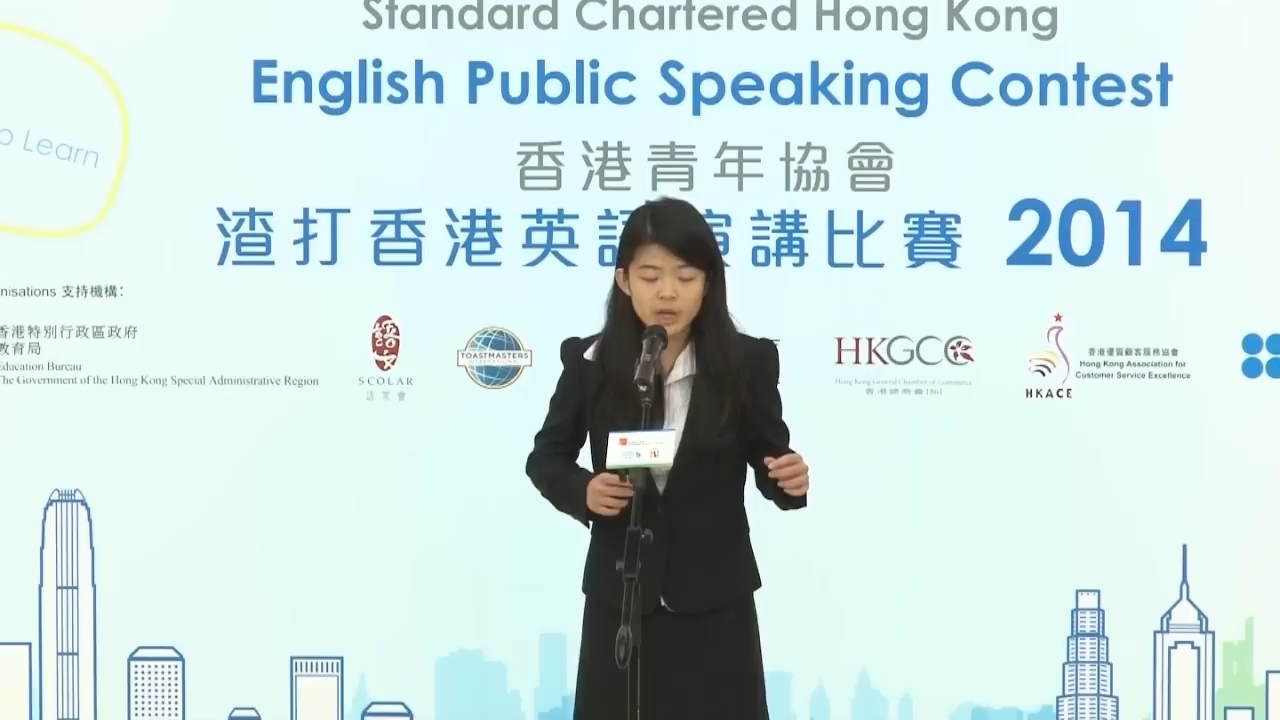 Standard Chartered Hong Kong
English Public Speaking Contest
p Learn
香港青年協會
渣打香港英語演講比賽 2014
nisations 支持機構:
香港特別行政區政府
教育局
Education Bureau
The Government of the Hong Kong Special Administrative Region
語文
SCOLAR
語常會
TOASTMASTERS
INTERNATIONAL
HKGCC
Hong Kong General Chamber of Commerce
香港總商會1861
香港優質顧客服務協會
Hong Kong Association for
Customer Service Excellence
HKACE